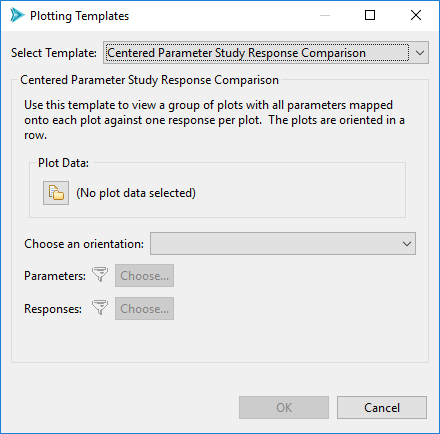 Plotting Templates
Select Template: Centered Parameter Study Response Comparison
Centered Parameter Study Response Comparison
Use this template to view a group of plots with all parameters mapped
onto each plot against one response per plot. The plots are oriented in a
row.
Plot Data:
(No plot data selected)
Choose an orientation:
Parameters: Choose...
Responses: Choose...
OK Cancel